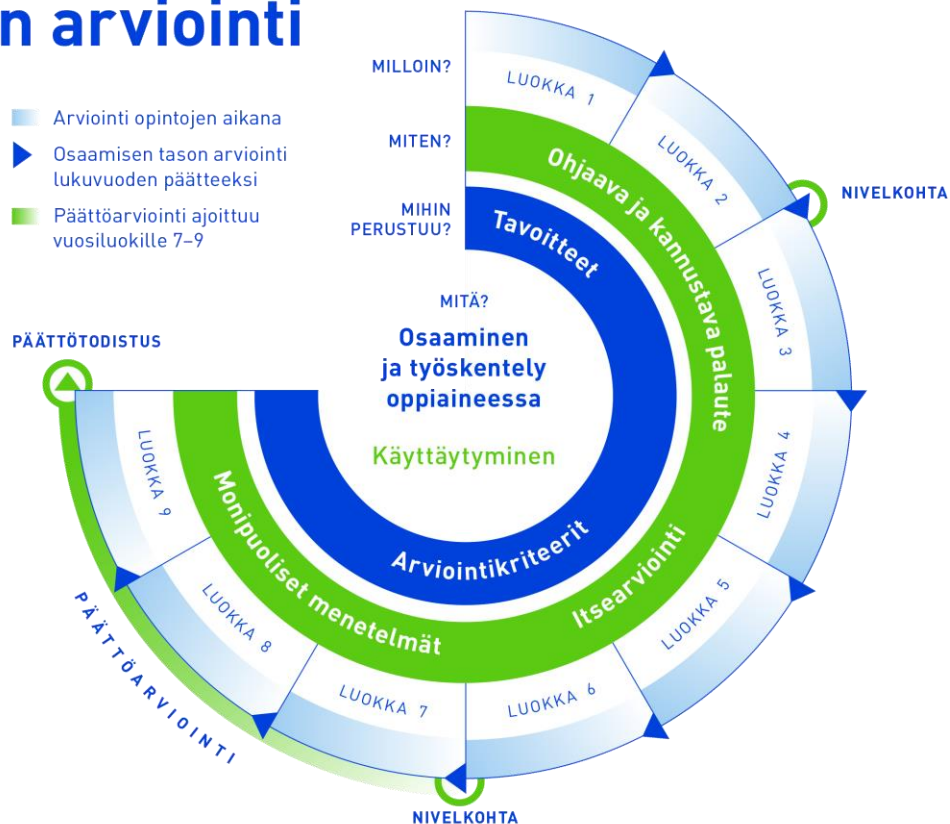 n arviointi
Arviointi opintojen aikana
Osaamisen tason arviointi
lukuvuoden päätteeksi
Päättöarviointi ajoittuu
vuosiluokille 7–9
MILLOIN?
MITEN?
MIHIN
PERUSTUU?
MITÄ?
Osaaminen
ja työskentely
oppiaineessa
Käyttäytyminen
Tavoitteet
Arviointikriteerit
Ohjaava ja kannustava palaute
Itsearviointi
Monipuoliset menetelmät
LUOKKA 1
LUOKKA 2
NIVELKOHTA
LUOKKA 3
LUOKKA 4
LUOKKA 5
LUOKKA 6
NIVELKOHTA
LUOKKA 7
LUOKKA 8
LUOKKA 9
PÄÄTTÖARVIOINTI
PÄÄTTÖTODISTUS